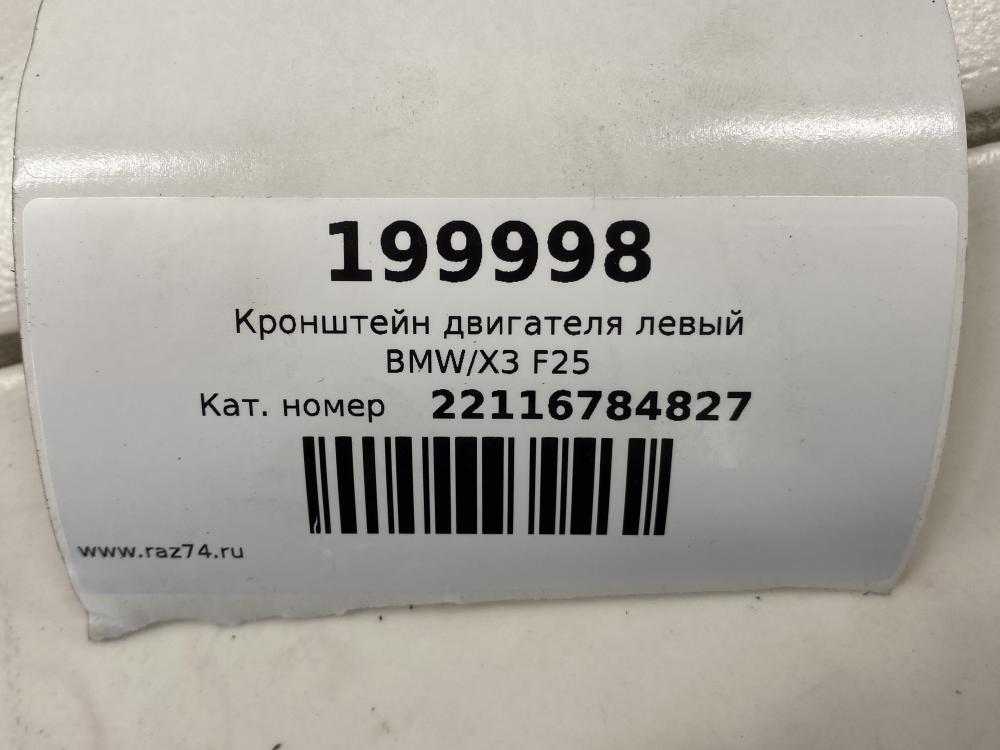 199998
Кронштейн двигателя левый
BMW/X3 F25
Кат. номер 22116784827
www.raz74.ru